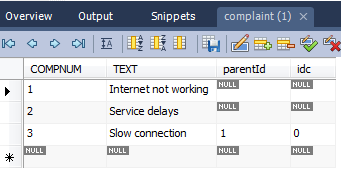 Overview Output Snippets complaint (1) ×
COMPNUM TEXT parentId idc
1 Internet not working NULL NULL
2 Service delays NULL NULL
3 Slow connection 1 0
NULL NULL NULL NULL